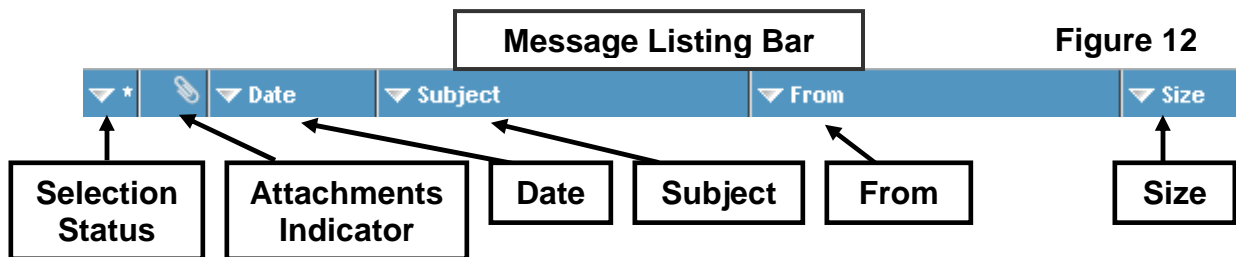 Message Listing Bar
Figure 12
* Date Subject From Size
Selection
Status
Attachments
Indicator
Date
Subject
From
Size